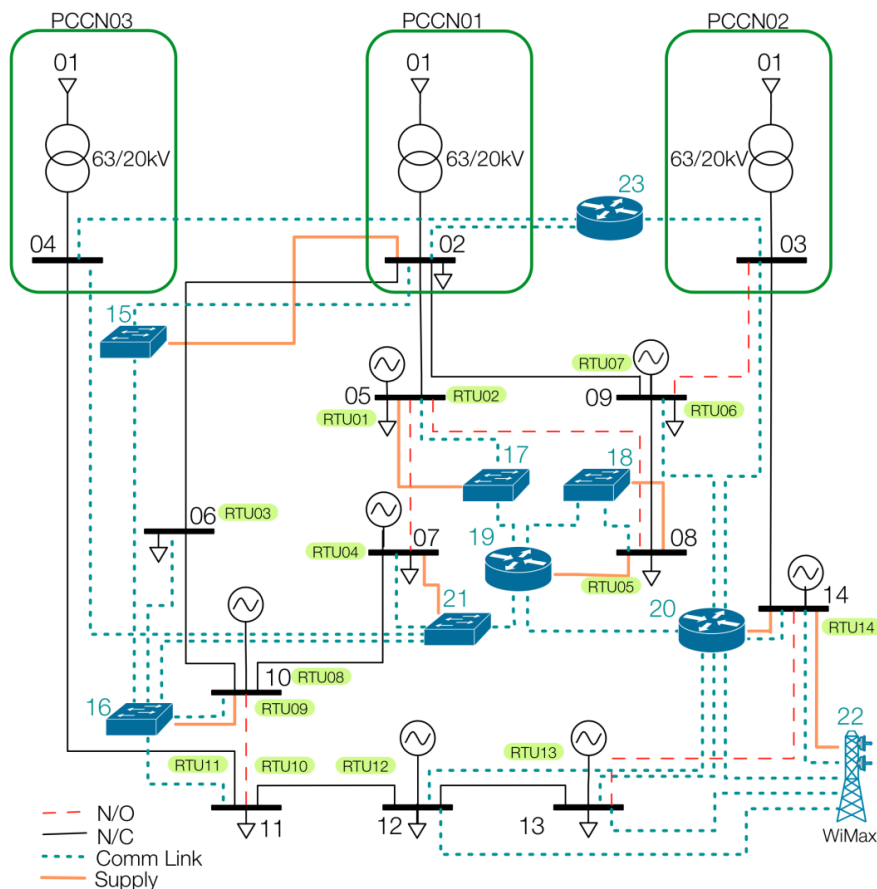 PCCN03 PCCN01 PCCN02
01 01 01
63/20kV 63/20kV 63/20kV
23
04 02 03
15
RTU07
05 RTU02 09
RTU01 RTU06
17 18
06 RTU03 19
07 08
RTU04 RTU05
21 20 14
RTU14
10 RTU08
16 RTU09 22
RTU11 RTU10 RTU12 RTU13
11 12 13
WiMax
N/O
N/C
Comm Link
Supply